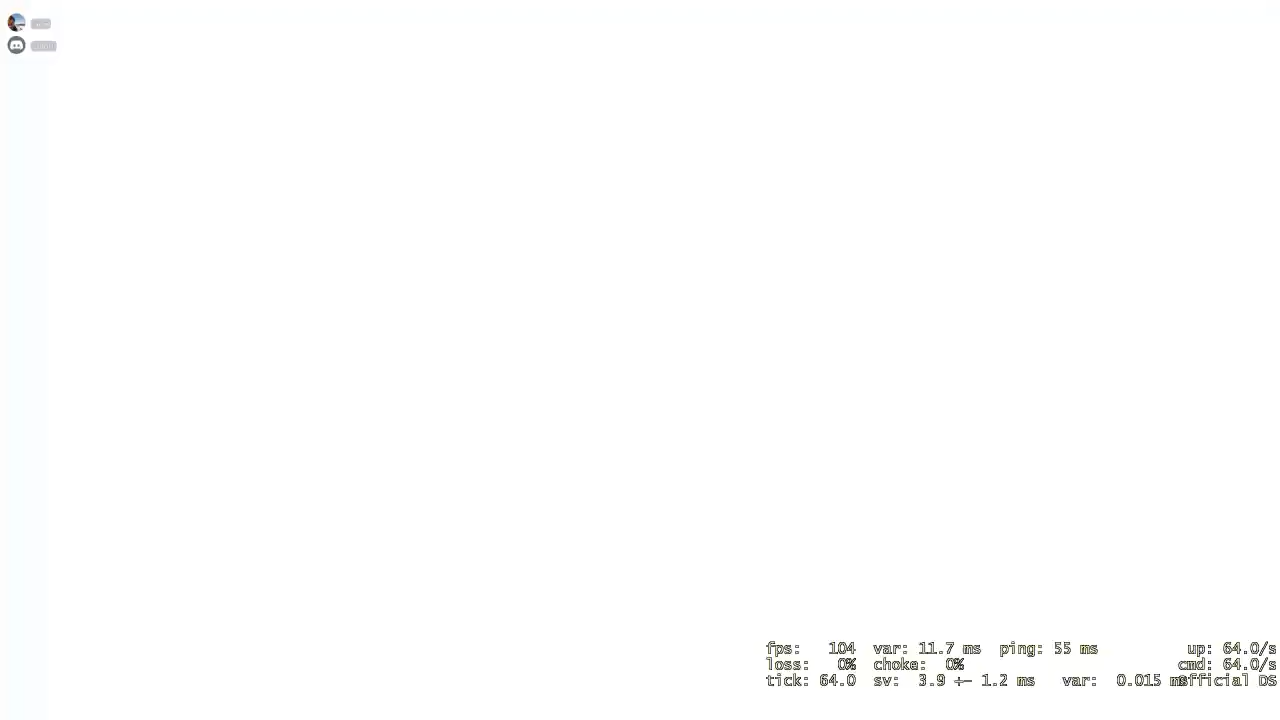 fps: 104 var: 11.7 ms ping: 55 ms up: 64.0/s
loss: 0% choke: 0% cmd: 64.0/s
tick: 64.0 sv: 3.9 +- 1.2 ms var: 0.015 ms Official DS